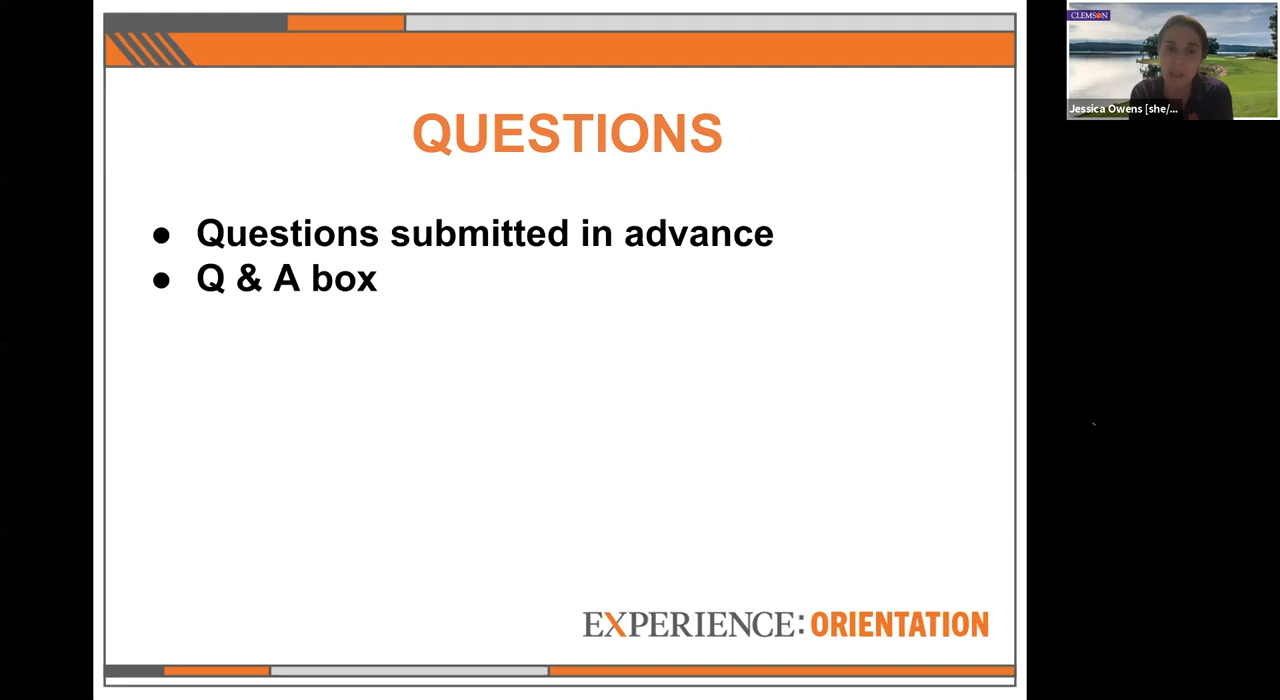 CLEMSON
Jessica Owens [she/...
QUESTIONS
● Questions submitted in advance
● Q & A box
EXPERIENCE: ORIENTATION